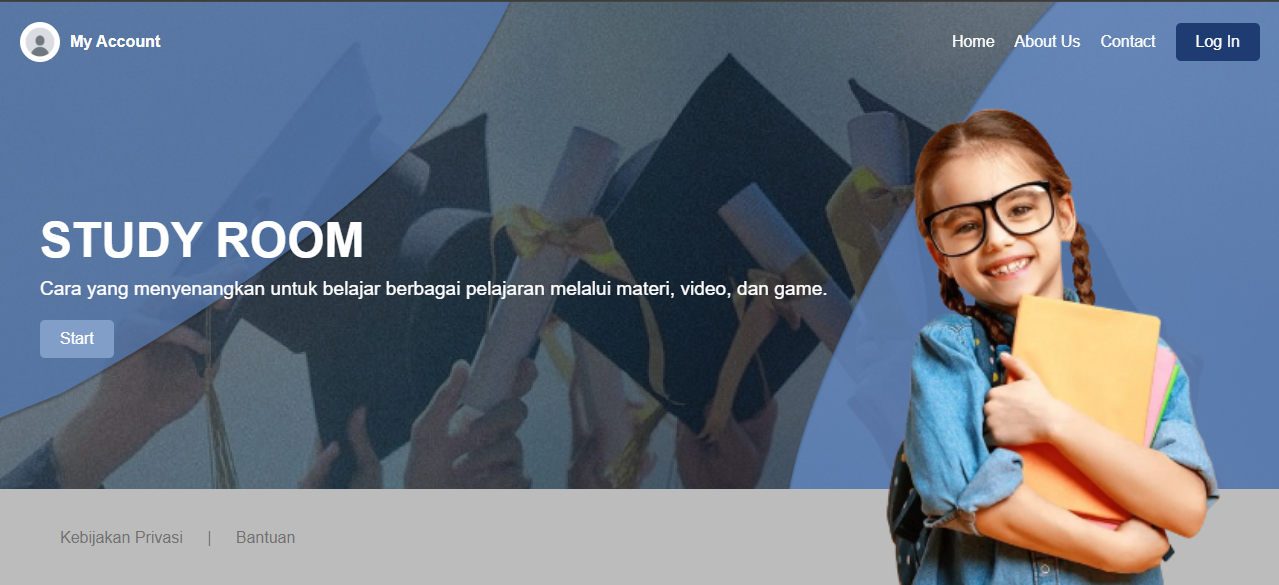 My Account
Home
About Us
Contact
Log In
STUDY ROOM
Cara yang menyenangkan untuk belajar berbagai pelajaran melalui materi, video, dan game.
Start
Kebijakan Privasi | Bantuan